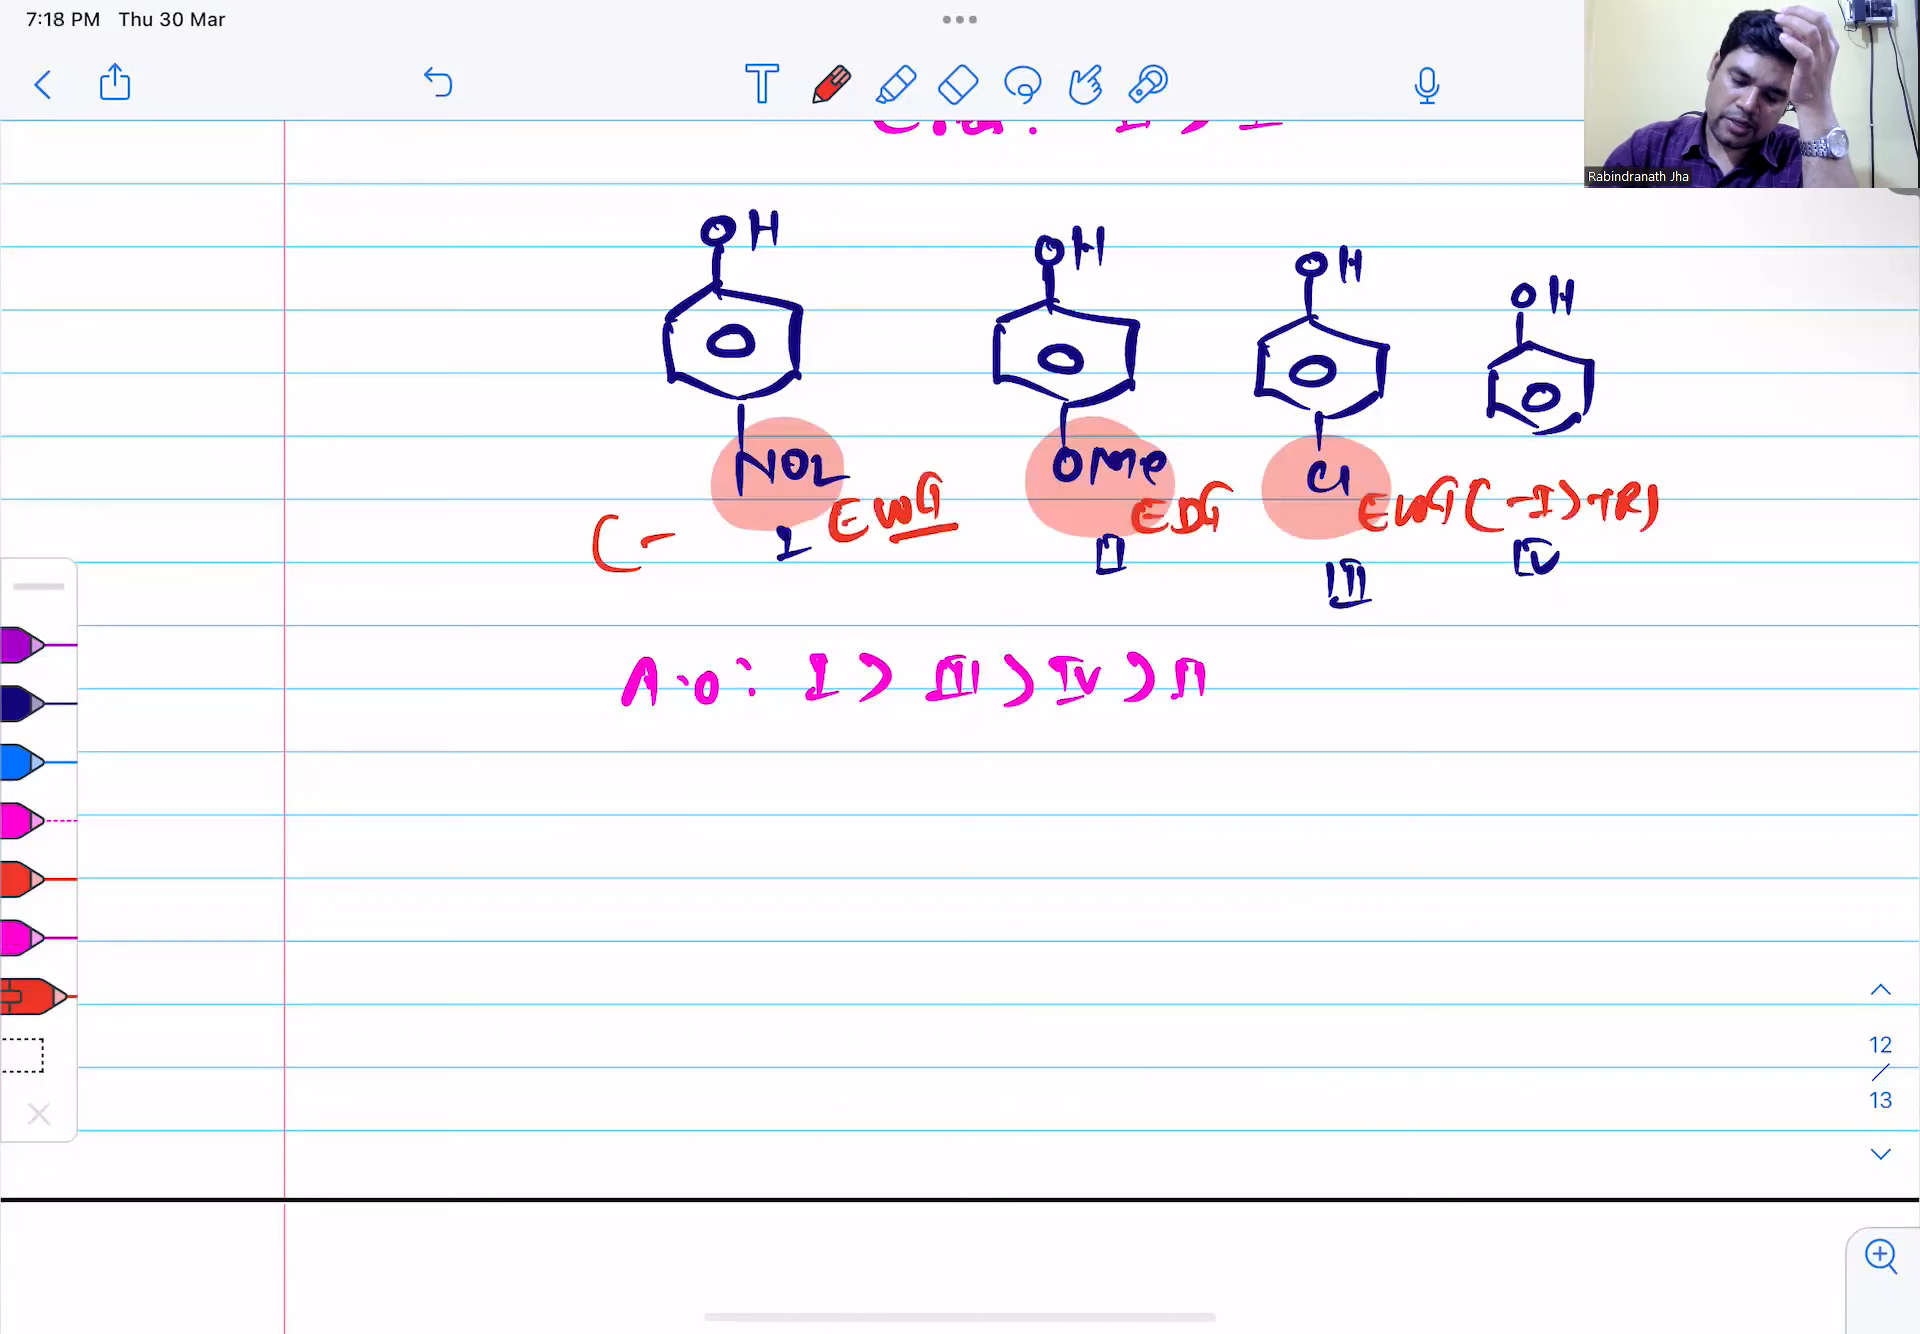 7:18 PM Thu 30 Mar
T
Rabindranath Jha
OH OH OH OH
NO2 OMe Cl
(- EWG EDG EWG (-I)+R)
I II III IV
A.O: I > III > IV > II
12
/
13